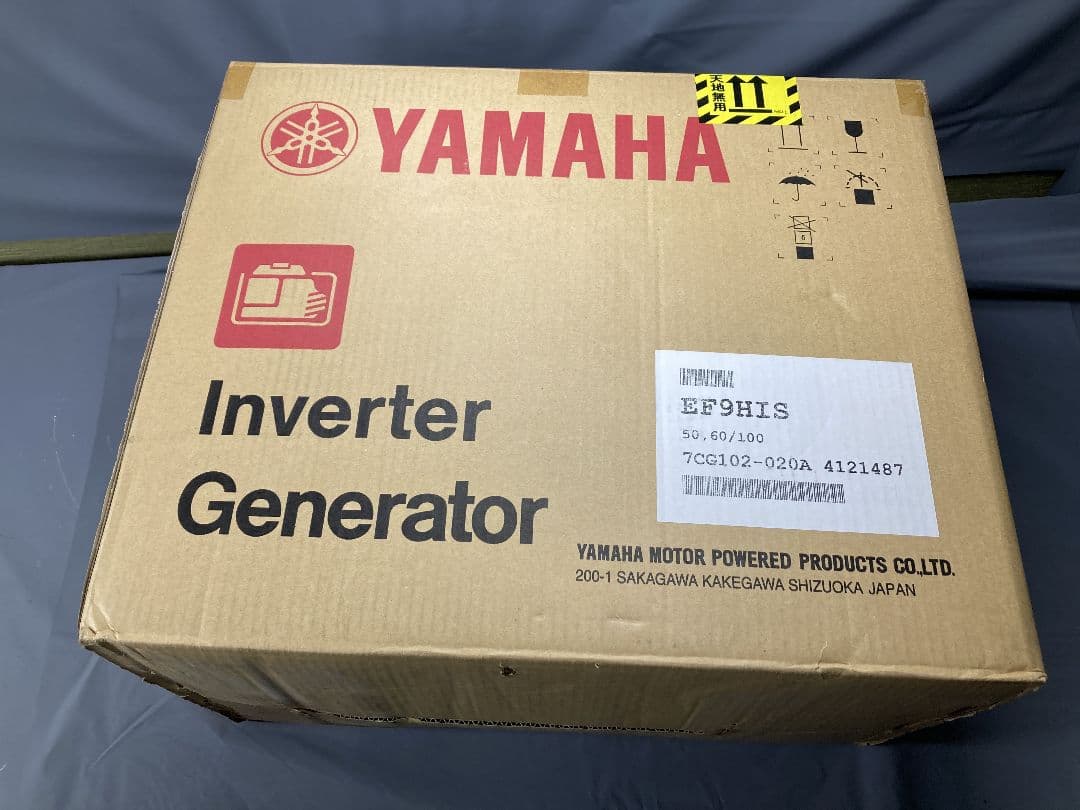 天地無用
YAMAHA
6
Inverter
Generator
EF9HIS
50,60/100
7CG102-020A 4121487
YAMAHA MOTOR POWERED PRODUCTS CO.,LTD.
200-1 SAKAGAWA KAKEGAWA SHIZUOKA JAPAN